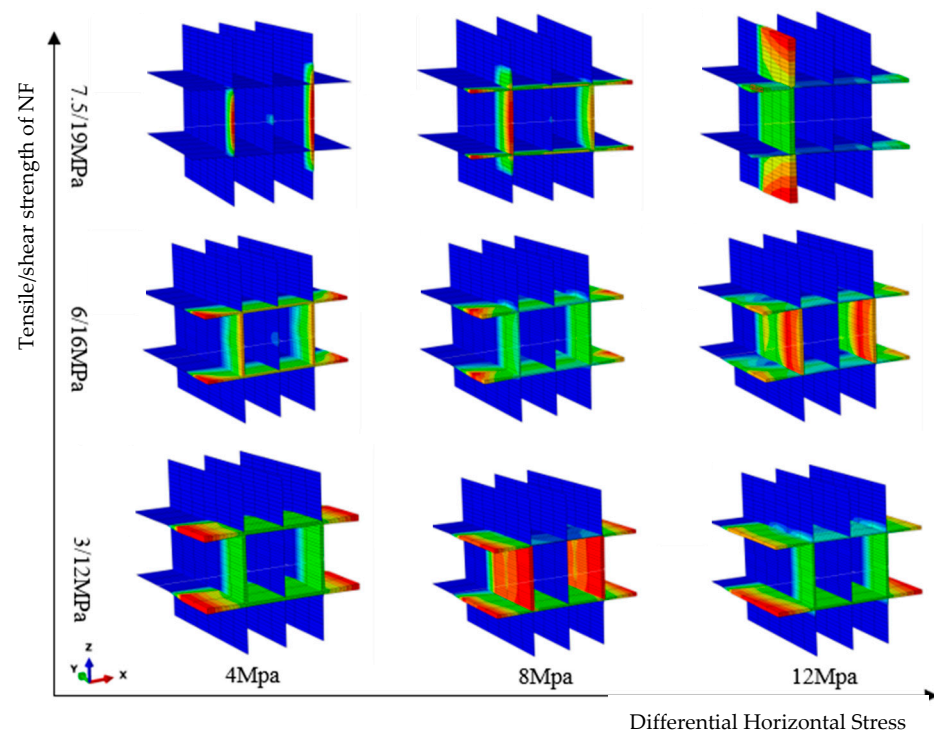 Tensile/shear strength of NF
7.5/19MPa
6/16MPa
3/12MPa
Z
Y
X
4Mpa
8Mpa
12Mpa
Differential Horizontal Stress